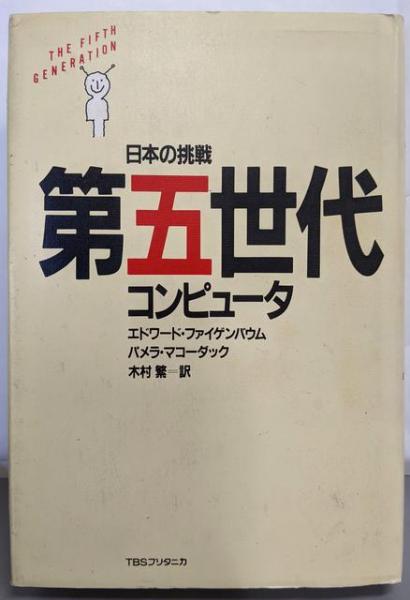 THE FIFTH
GENERATION
日本の挑戦
第五世代
コンピュータ
エドワード・ファイゲンバウム
パメラ・マコーダック
木村 繁＝訳
TBSブリタニカ